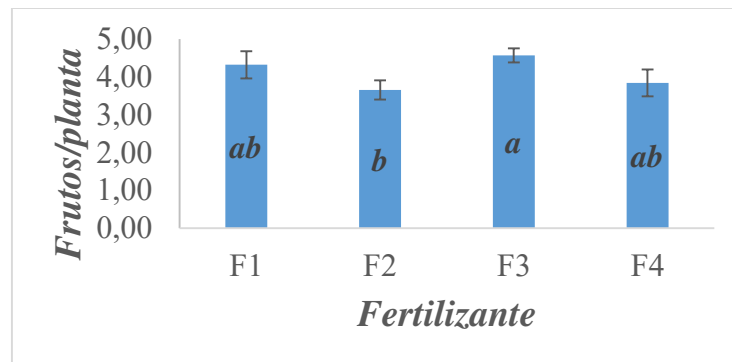 Frutos/planta
5,00
4,00
3,00
2,00
1,00
0,00
ab b a ab
F1 F2 F3 F4
Fertilizante